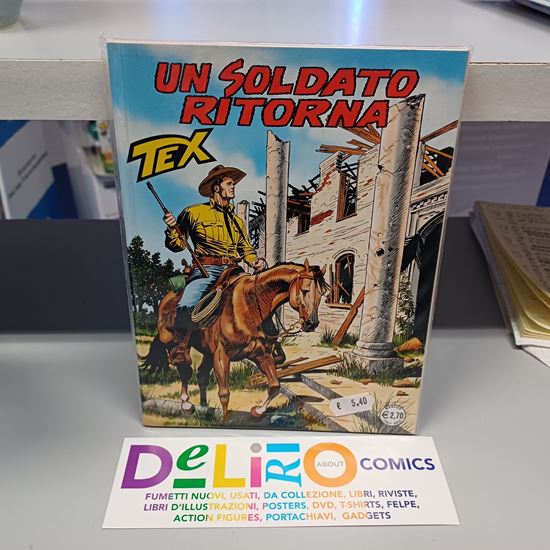 UN SOLDATO
RITORNA
TEX
€ 5.40
€ 2,70
DeLiRiO ABOUT COMICS
FUMETTI NUOVI, USATI, DA COLLEZIONE, LIBRI, RIVISTE,
LIBRI D'ILLUSTRAZIONI, POSTERS, DVD, T-SHIRTS, FELPE,
ACTION FIGURES, PORTACHIAVI, GADGETS